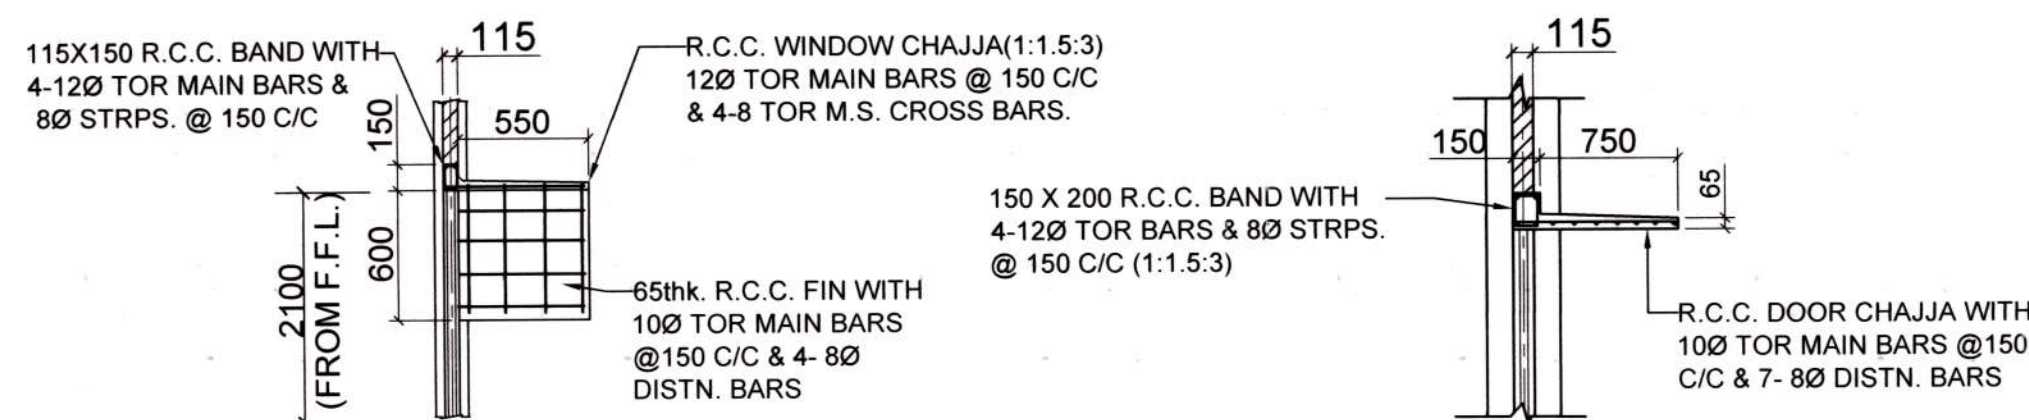 115X150 R.C.C. BAND WITH
4-12Ø TOR MAIN BARS &
8Ø STRPS. @ 150 C/C
115
R.C.C. WINDOW CHAJJA(1:1.5:3)
12Ø TOR MAIN BARS @ 150 C/C
& 4-8 TOR M.S. CROSS BARS.
150
550
600
2100
(FROM F.F.L.)
65thk. R.C.C. FIN WITH
10Ø TOR MAIN BARS
@150 C/C & 4- 8Ø
DISTN. BARS
115
150
750
65
150 X 200 R.C.C. BAND WITH
4-12Ø TOR BARS & 8Ø STRPS.
@ 150 C/C (1:1.5:3)
R.C.C. DOOR CHAJJA WITH
10Ø TOR MAIN BARS @150
C/C & 7- 8Ø DISTN. BARS